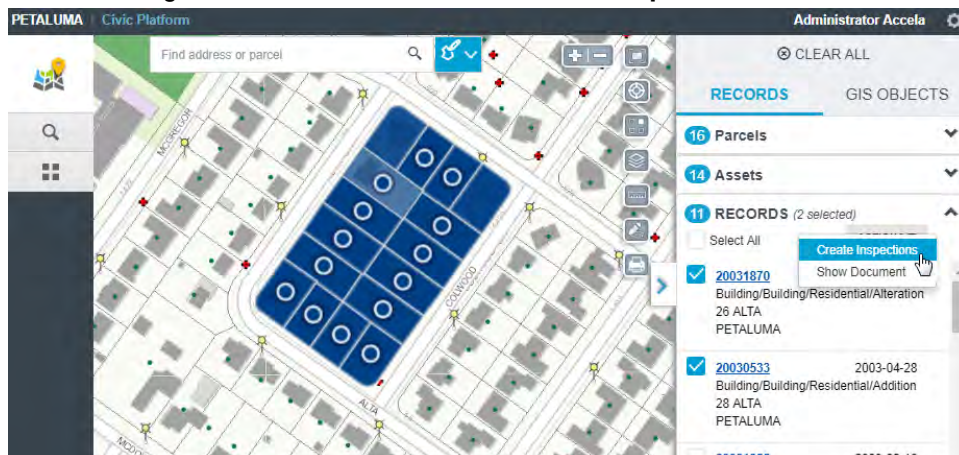 PETALUMA Civic Platform
Administrator Accela
Find address or parcel
CLEAR ALL
RECORDS GIS OBJECTS
16 Parcels
14 Assets
11 RECORDS (2 selected)
Select All
Create Inspections
Show Document
20031870
Building/Building/Residential/Alteration
26 ALTA
PETALUMA
20030533 2003-04-28
Building/Building/Residential/Addition
28 ALTA
PETALUMA
MCGREGOR
COLWOOD
ALTA